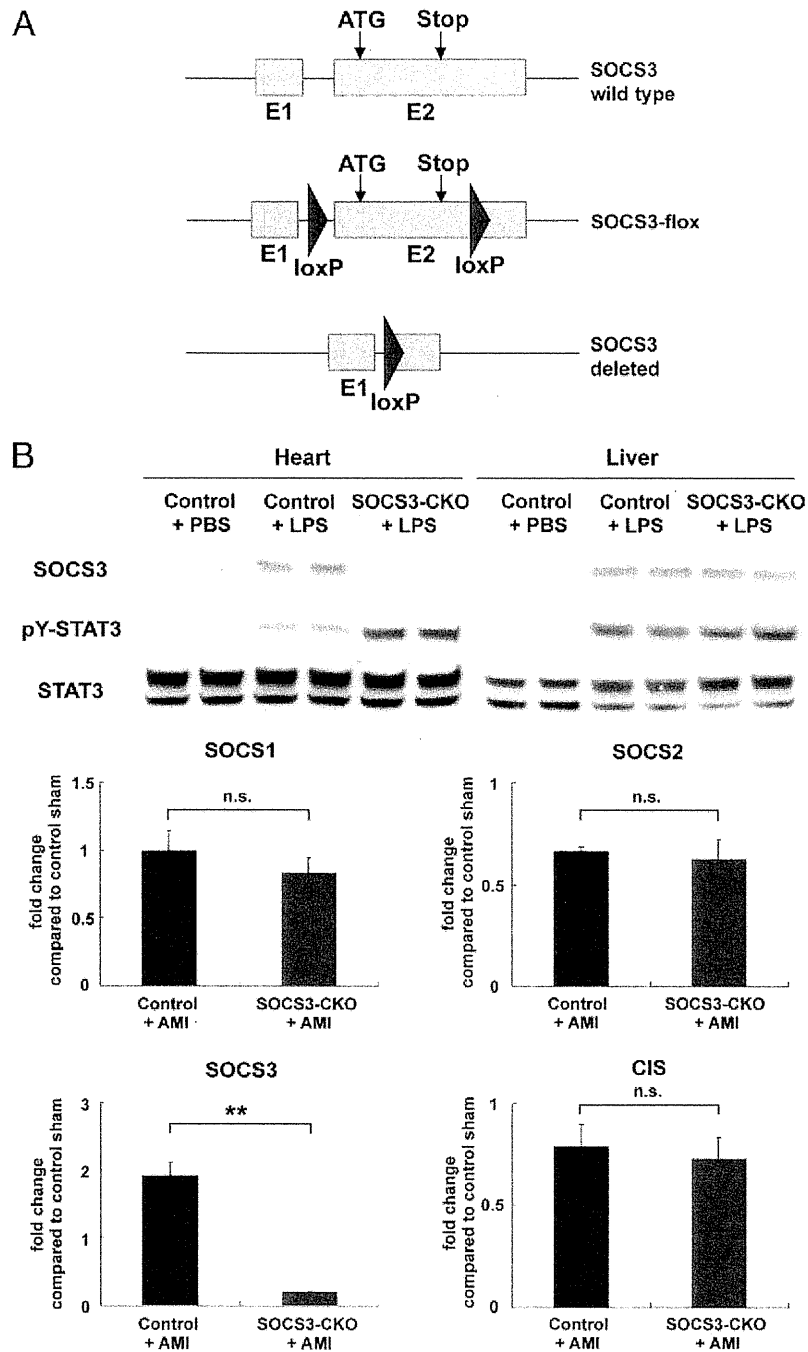 A
ATG Stop
E1 E2
SOCS3
wild type
ATG Stop
E1 loxP E2 loxP
SOCS3-flox
E1 loxP
SOCS3
deleted
B
Heart Liver
Control + PBS Control + LPS SOCS3-CKO + LPS Control + PBS Control + LPS SOCS3-CKO + LPS
SOCS3
pY-STAT3
STAT3
SOCS1
fold change
compared to control sham
1.5
1
0.5
0
n.s.
Control + AMI SOCS3-CKO + AMI
SOCS2
fold change
compared to control sham
1
0.5
0
n.s.
Control + AMI SOCS3-CKO + AMI
SOCS3
fold change
compared to control sham
3
2
1
0
**
Control + AMI SOCS3-CKO + AMI
CIS
fold change
compared to control sham
1
0.5
0
n.s.
Control + AMI SOCS3-CKO + AMI